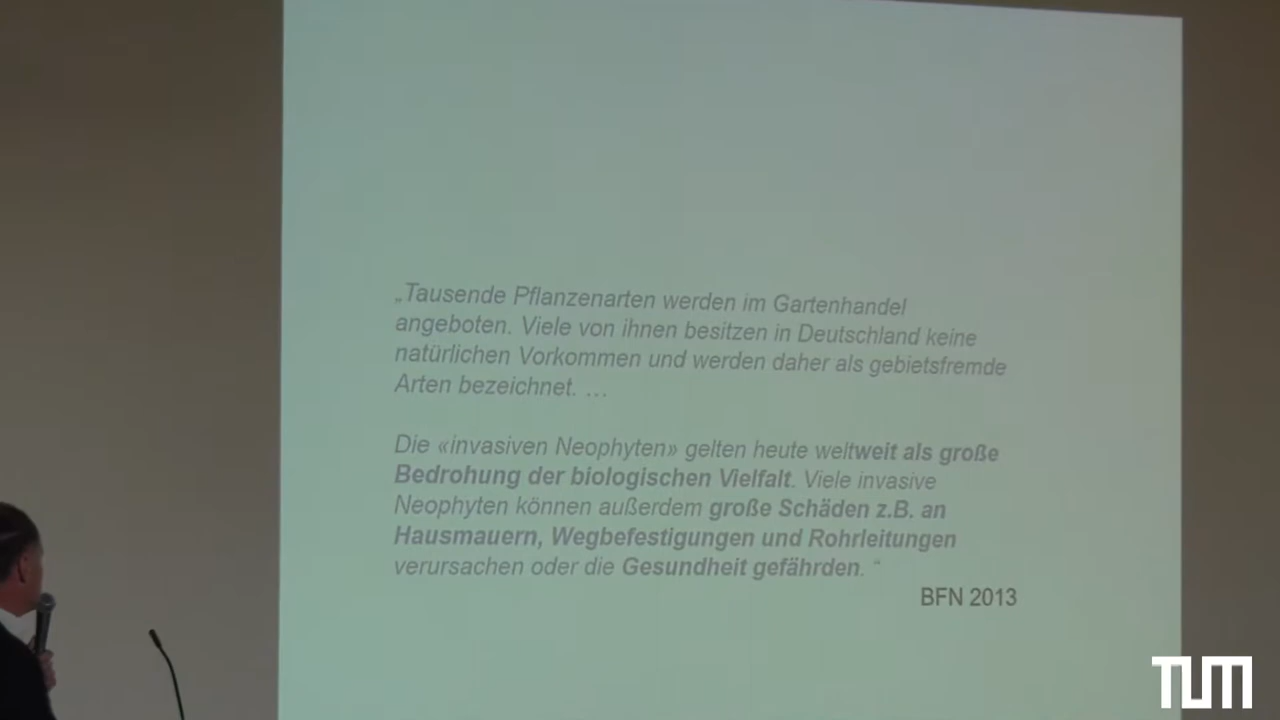 „Tausende Pflanzenarten werden im Gartenhandel
angeboten. Viele von ihnen besitzen in Deutschland keine
natürlichen Vorkommen und werden daher als gebietsfremde
Arten bezeichnet. …
Die «invasiven Neophyten» gelten heute weltweit als große
Bedrohung der biologischen Vielfalt. Viele invasive
Neophyten können außerdem große Schäden z.B. an
Hausmauern, Wegbefestigungen und Rohrleitungen
verursachen oder die Gesundheit gefährden. “
BFN 2013
TUM